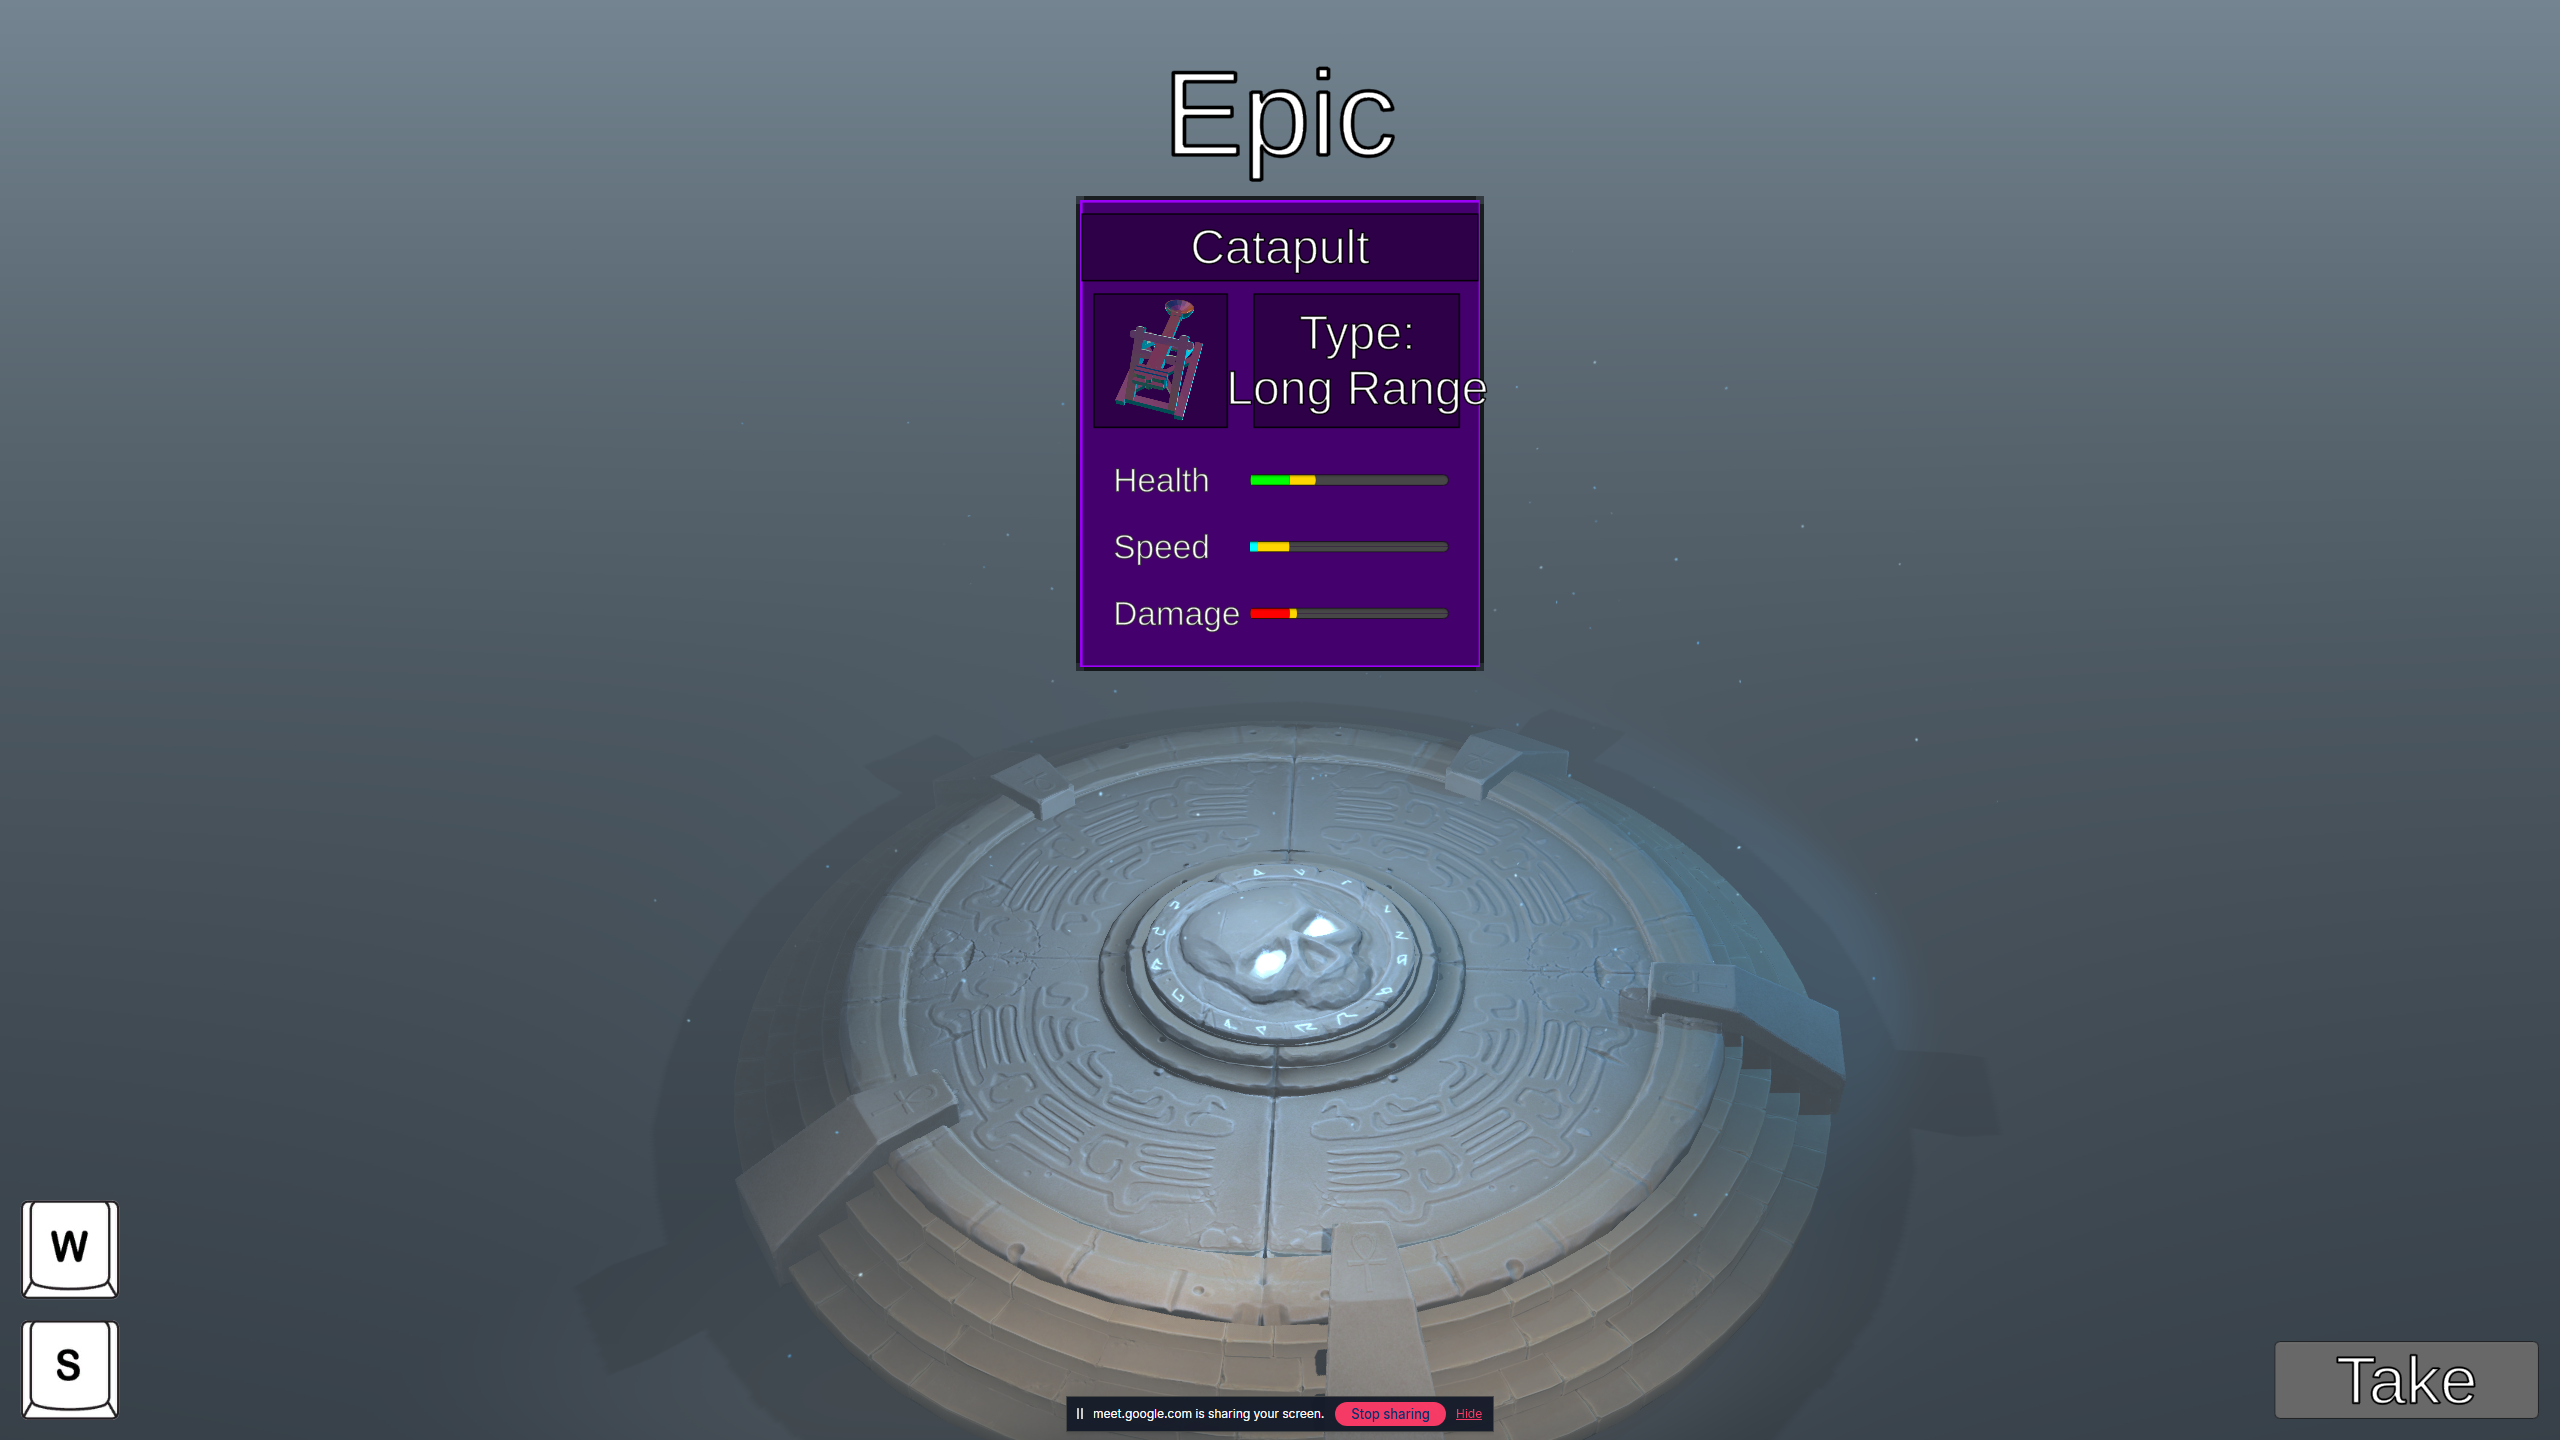 Epic
Catapult
Type:
Long Range
Health
Speed
Damage
W
S
Take
meet.google.com is sharing your screen.
Stop sharing
Hide